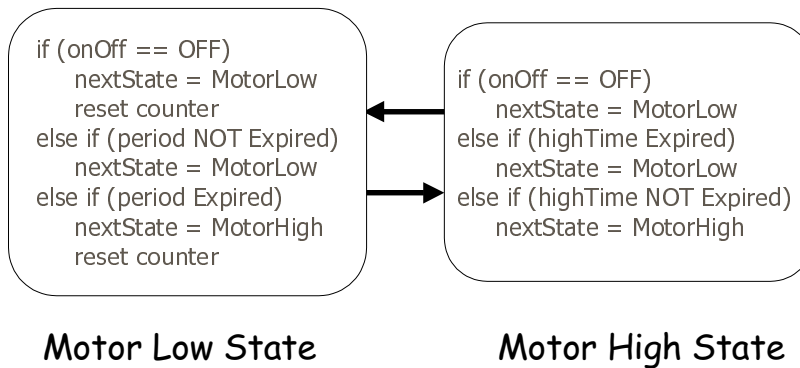 if (onOff == OFF)
nextState = MotorLow
reset counter
else if (period NOT Expired)
nextState = MotorLow
else if (period Expired)
nextState = MotorHigh
reset counter
Motor Low State
if (onOff == OFF)
nextState = MotorLow
else if (highTime Expired)
nextState = MotorLow
else if (highTime NOT Expired)
nextState = MotorHigh
Motor High State